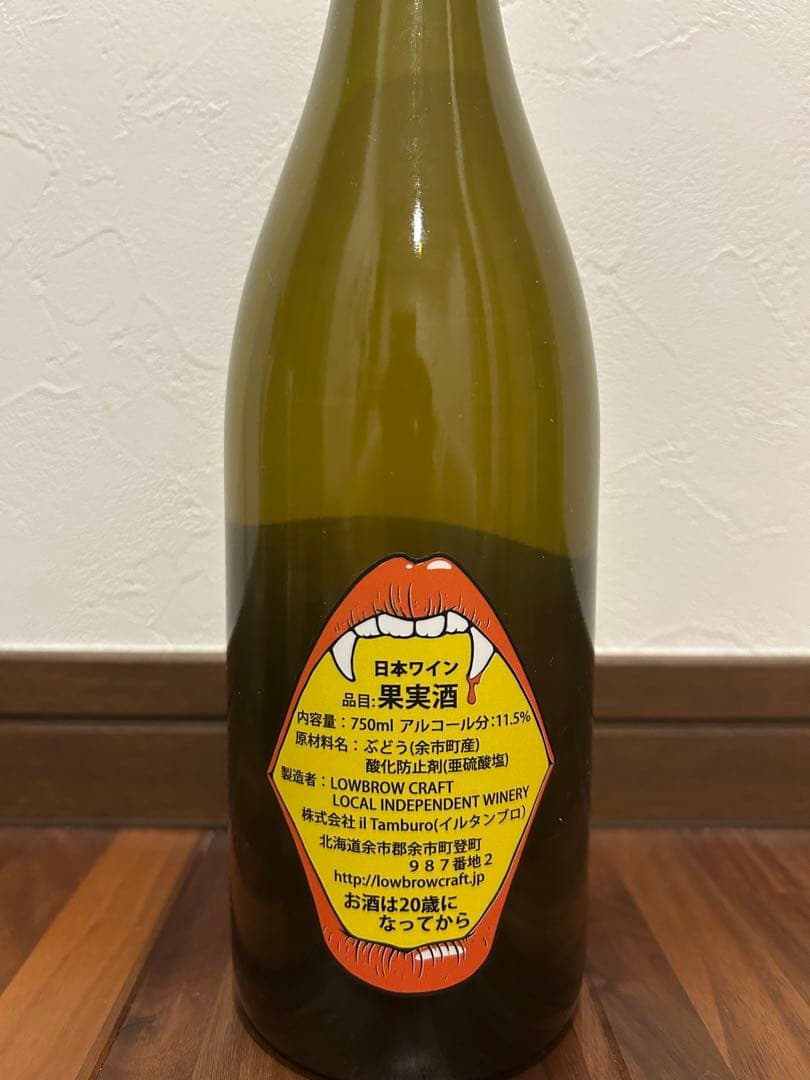 日本ワイン
品目:果実酒
内容量：750ml アルコール分：11.5%
原材料名：ぶどう(余市町産)
酸化防止剤(亜硫酸塩)
製造者：LOWBROW CRAFT
LOCAL INDEPENDENT WINERY
株式会社 il Tamburo(イルタンブロ)
北海道余市郡余市町登町
９８７番地２
http://lowbrowcraft.jp
お酒は20歳に
なってから